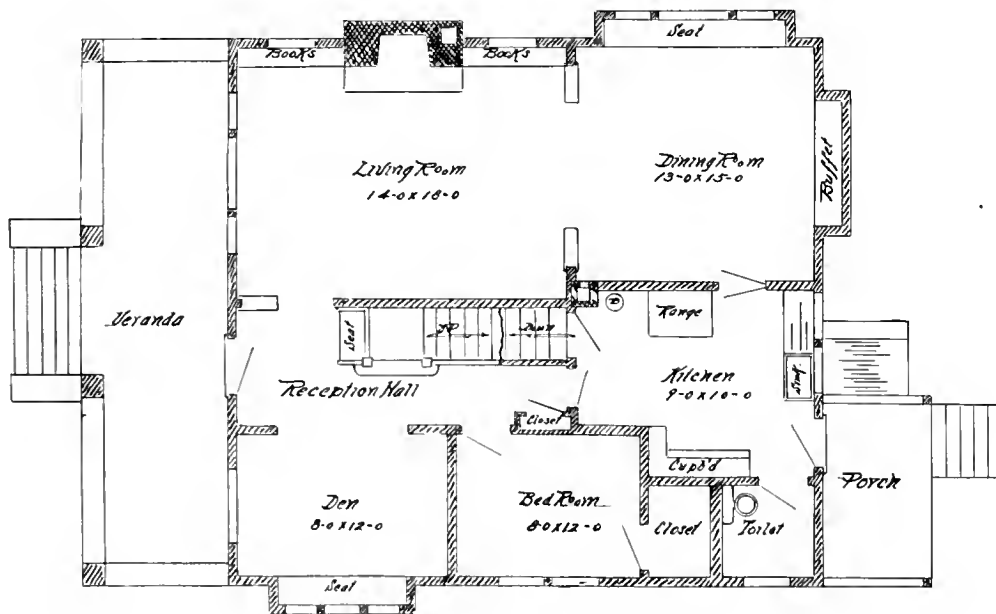 Seat
Books
Books
Living Room
14-0 x 18-0
Dining Room
13-0 x 15-0
Buffet
Veranda
Seat
UP
Down
Range
B
Reception Hall
Kitchen
9-0 x 10-0
Sink.
Closet
Cupb'd
Den
8-0 x 12-0
Bed Room
8-0 x 12-0
Closet
Toilet
Porch
Seat